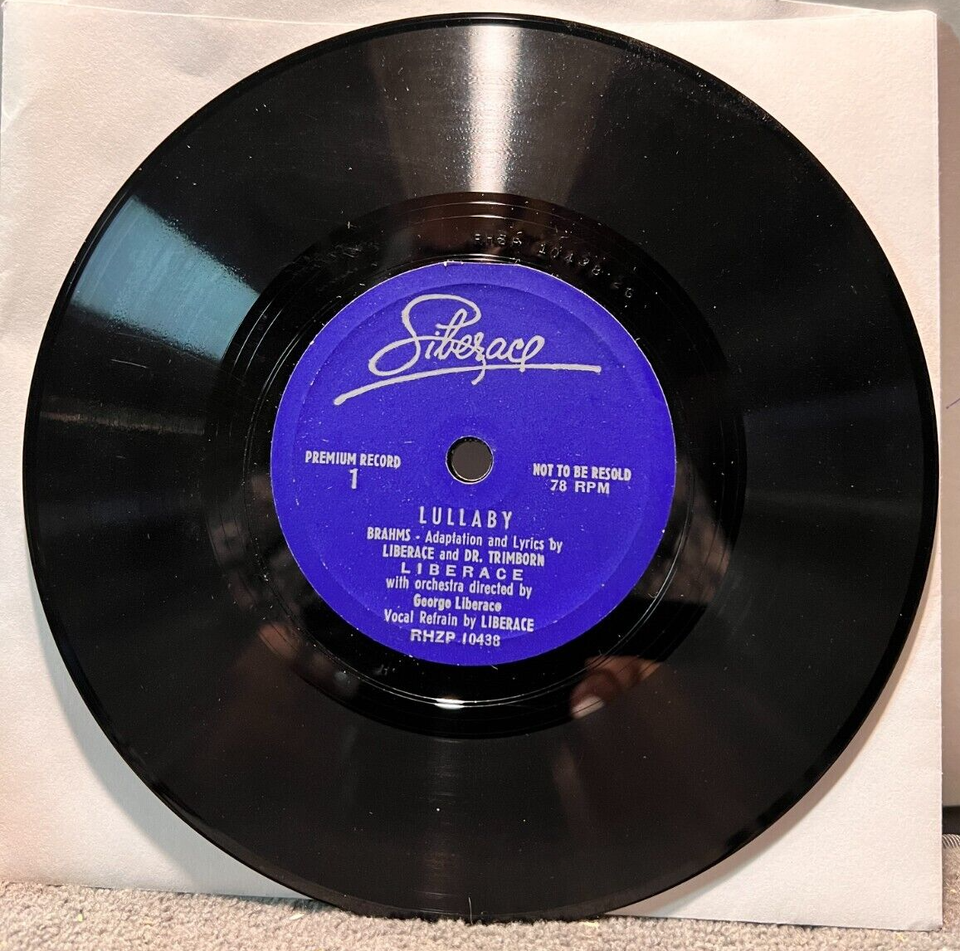 Liberace
PREMIUM RECORD
1
NOT TO BE RESOLD
78 RPM
LULLABY
BRAHMS - Adaptation and Lyrics by
LIBERACE and DR. TRIMBORN
LIBERACE
with orchestra directed by
George Liberace
Vocal Refrain by LIBERACE
RHZP 10438